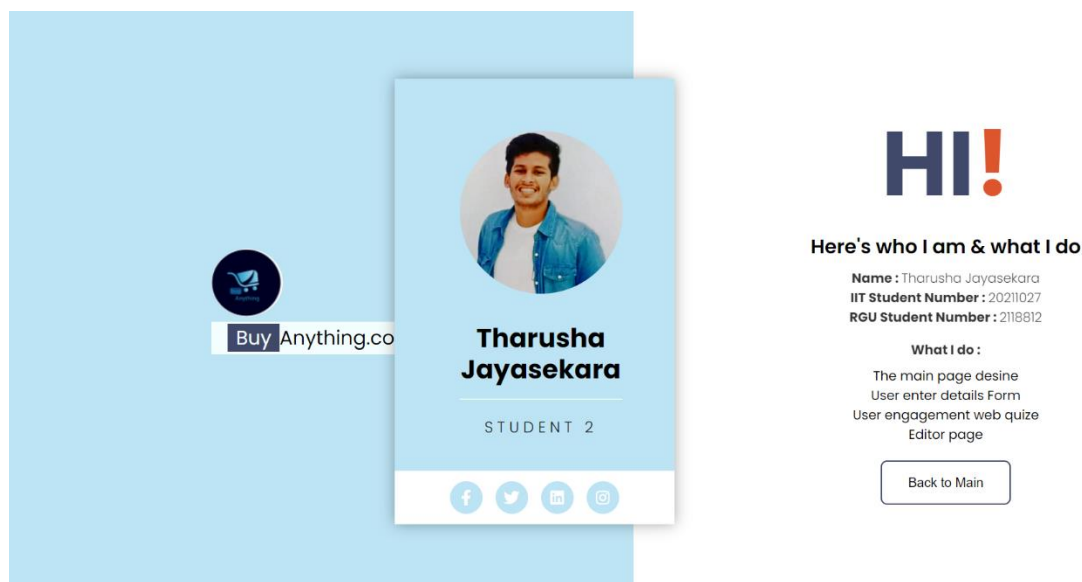 Anything
Buy Anything.co
Tharusha
Jayasekara
STUDENT 2
HI!
Here's who I am & what I do
Name : Tharusha Jayasekara
IIT Student Number : 20211027
RGU Student Number : 2118812
What I do :
The main page desine
User enter details Form
User engagement web quize
Editor page
Back to Main